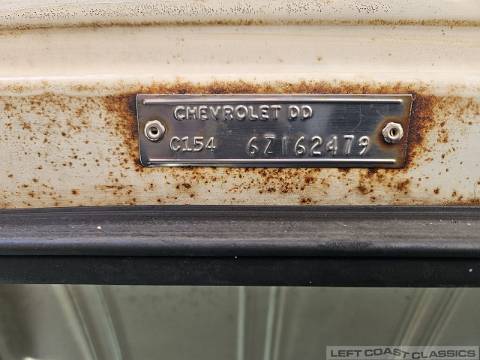 CHEVROLET DD
C154 6Z162479
LEFT COAST CLASSICS